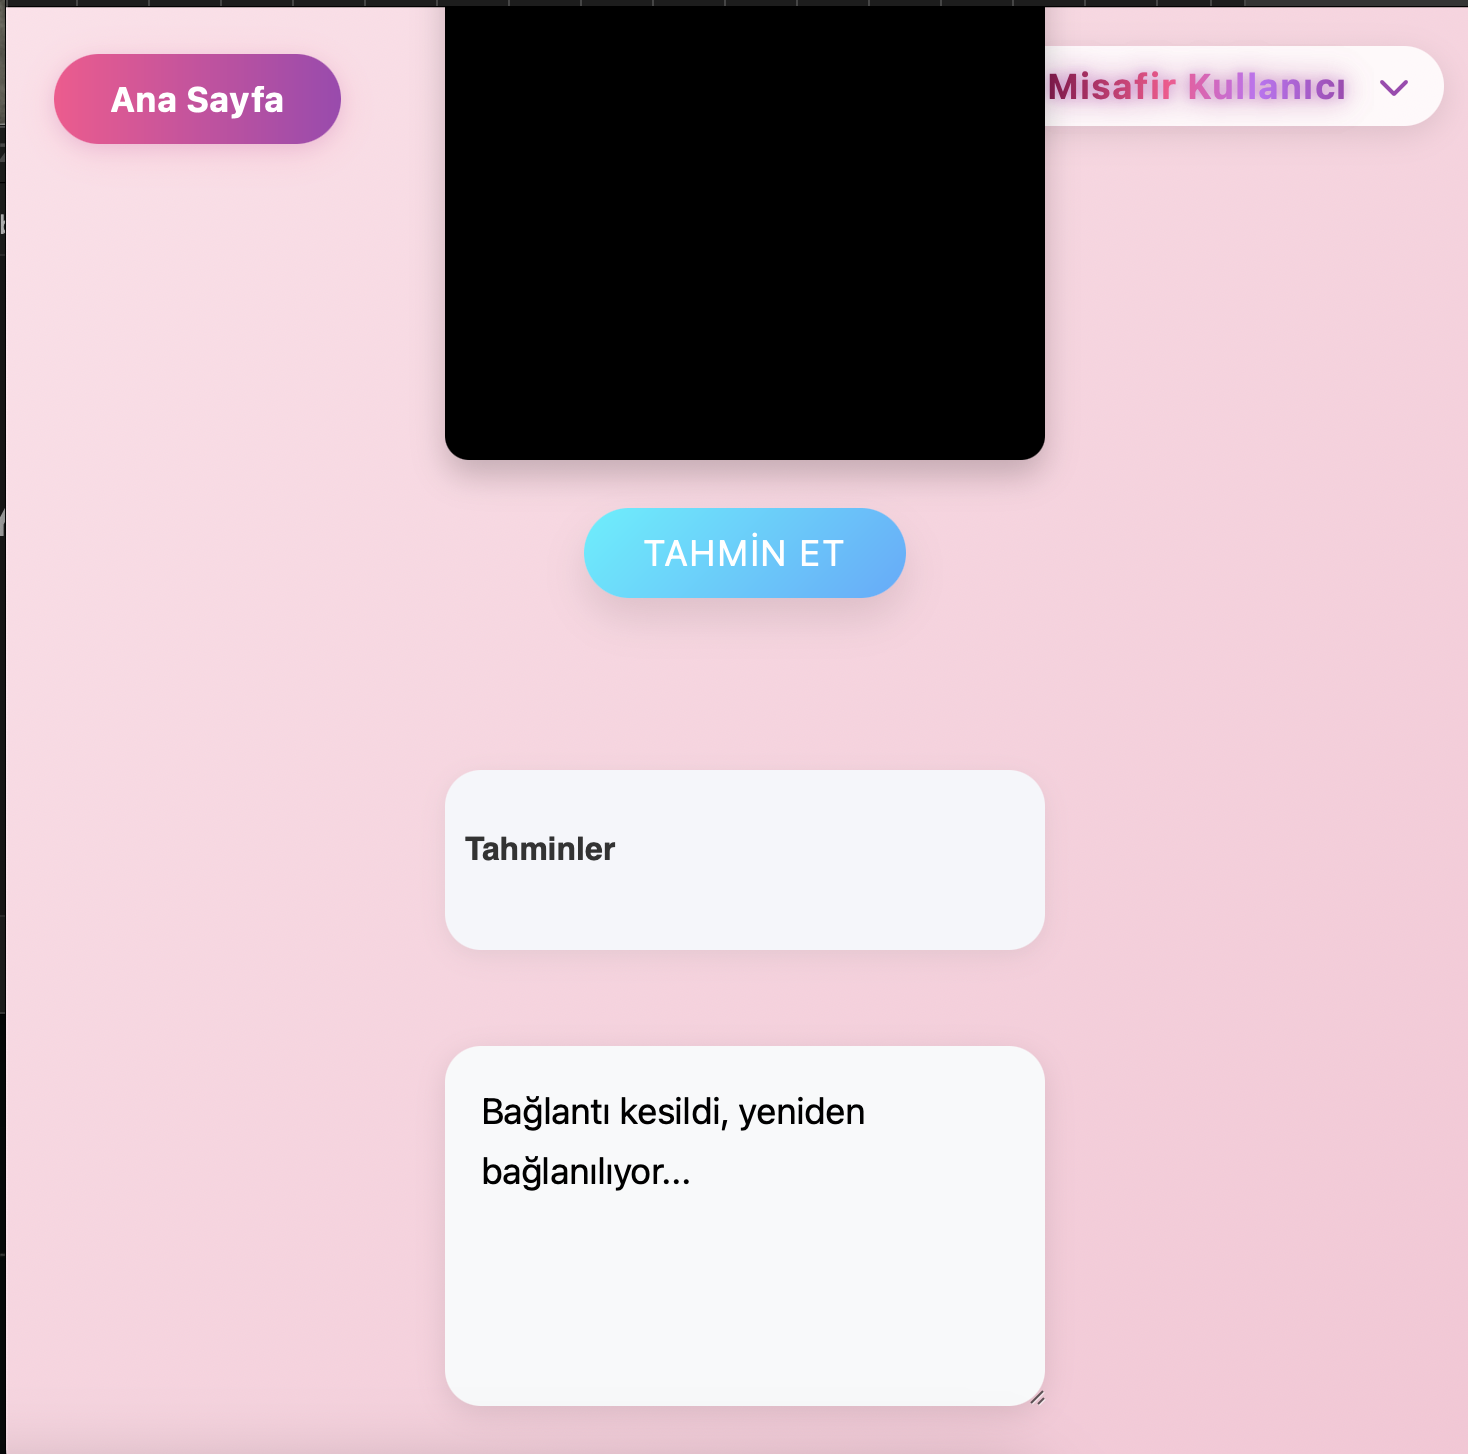 Ana Sayfa
Misafir Kullanıcı
TAHMİN ET
Tahminler
Bağlantı kesildi, yeniden
bağlanılıyor...